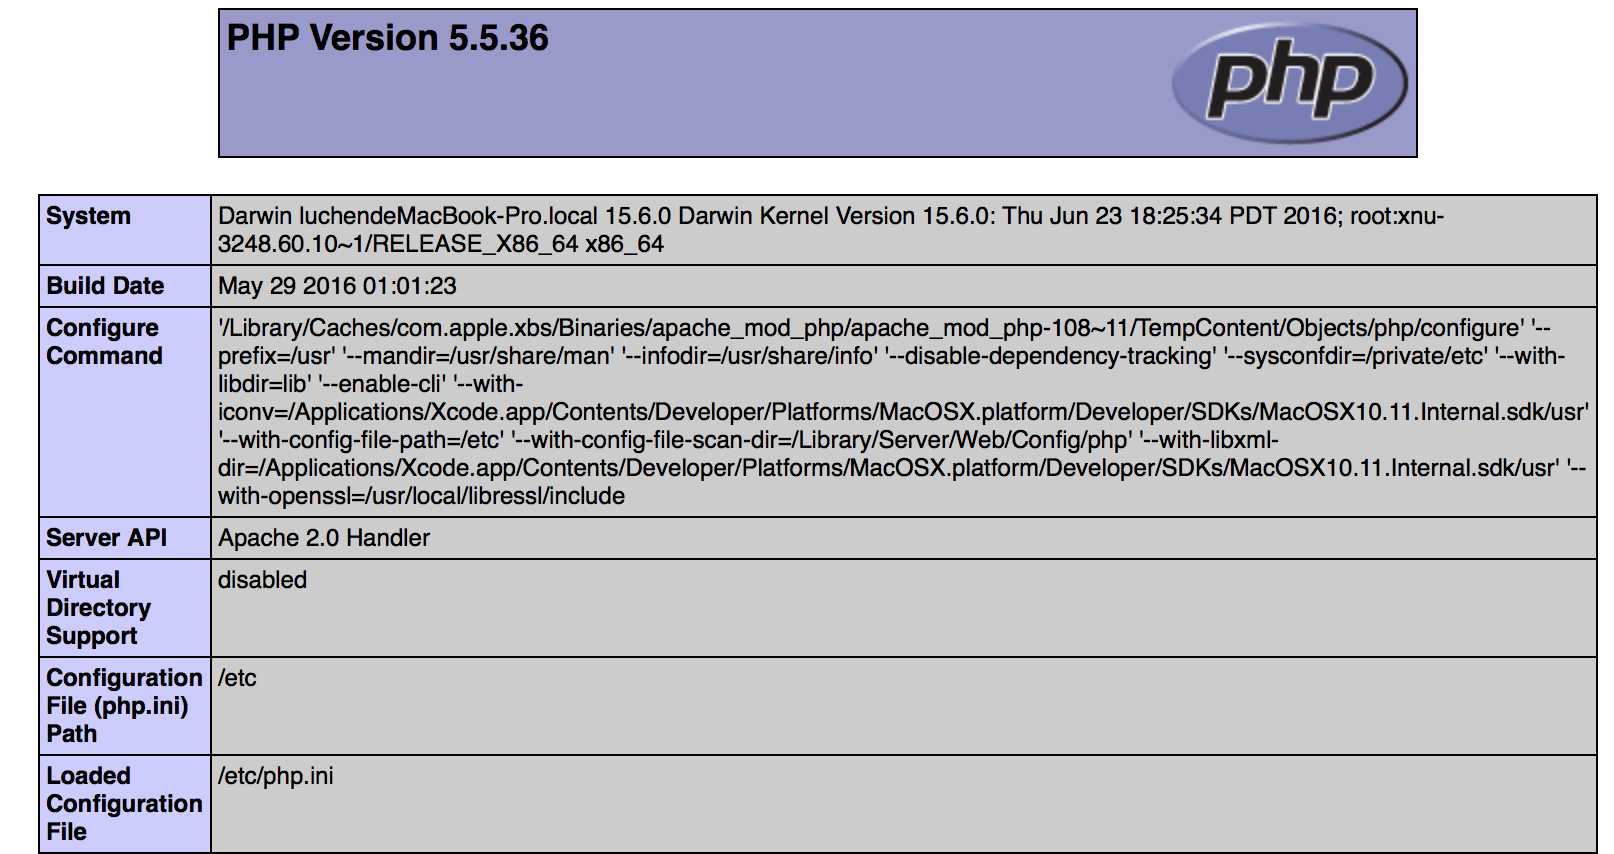 PHP Version 5.5.36
php
System
Darwin luchendeMacBook-Pro.local 15.6.0 Darwin Kernel Version 15.6.0: Thu Jun 23 18:25:34 PDT 2016; root:xnu-
3248.60.10~1/RELEASE_X86_64 x86_64
Build Date
May 29 2016 01:01:23
Configure
Command
'/Library/Caches/com.apple.xbs/Binaries/apache_mod_php/apache_mod_php-108~11/TempContent/Objects/php/configure' '--
prefix=/usr' '--mandir=/usr/share/man' '--infodir=/usr/share/info' '--disable-dependency-tracking' '--sysconfdir=/private/etc' '--with-
libdir=lib' '--enable-cli' '--with-
iconv=/Applications/Xcode.app/Contents/Developer/Platforms/MacOSX.platform/Developer/SDKs/MacOSX10.11.Internal.sdk/usr'
'--with-config-file-path=/etc' '--with-config-file-scan-dir=/Library/Server/Web/Config/php' '--with-libxml-
dir=/Applications/Xcode.app/Contents/Developer/Platforms/MacOSX.platform/Developer/SDKs/MacOSX10.11.Internal.sdk/usr' '--
with-openssl=/usr/local/libressl/include
Server API
Apache 2.0 Handler
Virtual
Directory
Support
disabled
Configuration
File (php.ini)
Path
/etc
Loaded
Configuration
File
/etc/php.ini